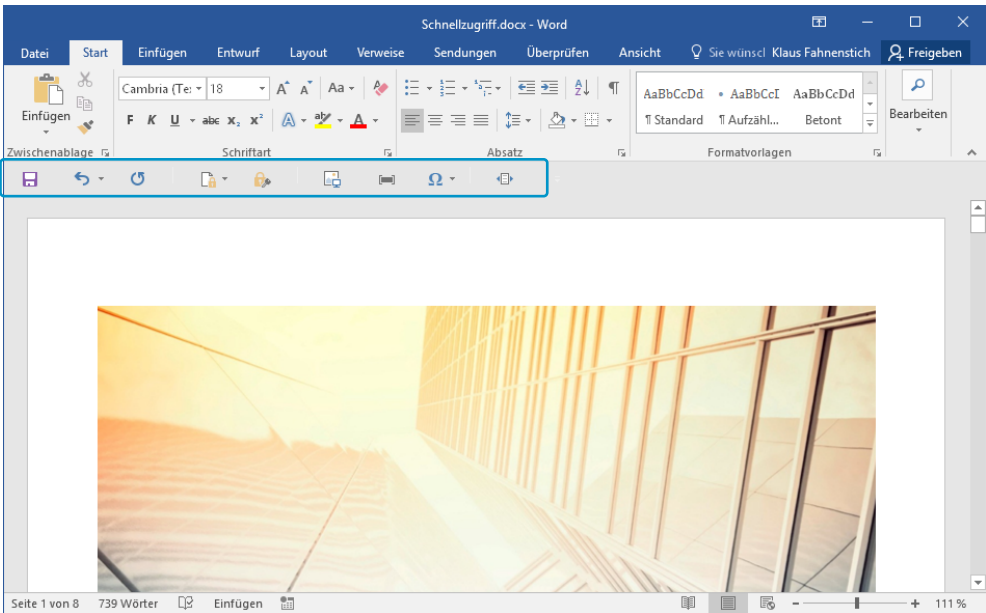 Schnellzugriff.docx - Word
Datei Start Einfügen Entwurf Layout Verweise Sendungen Überprüfen Ansicht Sie wünscl Klaus Fahnenstich Freigeben
Einfügen
Cambria (Te: 18 A A Aa
F K U abc x₂ x² A aby A
AaBbCcDd AaBbCcI AaBbCcDd
¶ Standard ¶ Aufzähl... Betont
Bearbeiten
Zwischenablage Schriftart Absatz Formatvorlagen
Ω
Seite 1 von 8 739 Wörter Einfügen 111 %